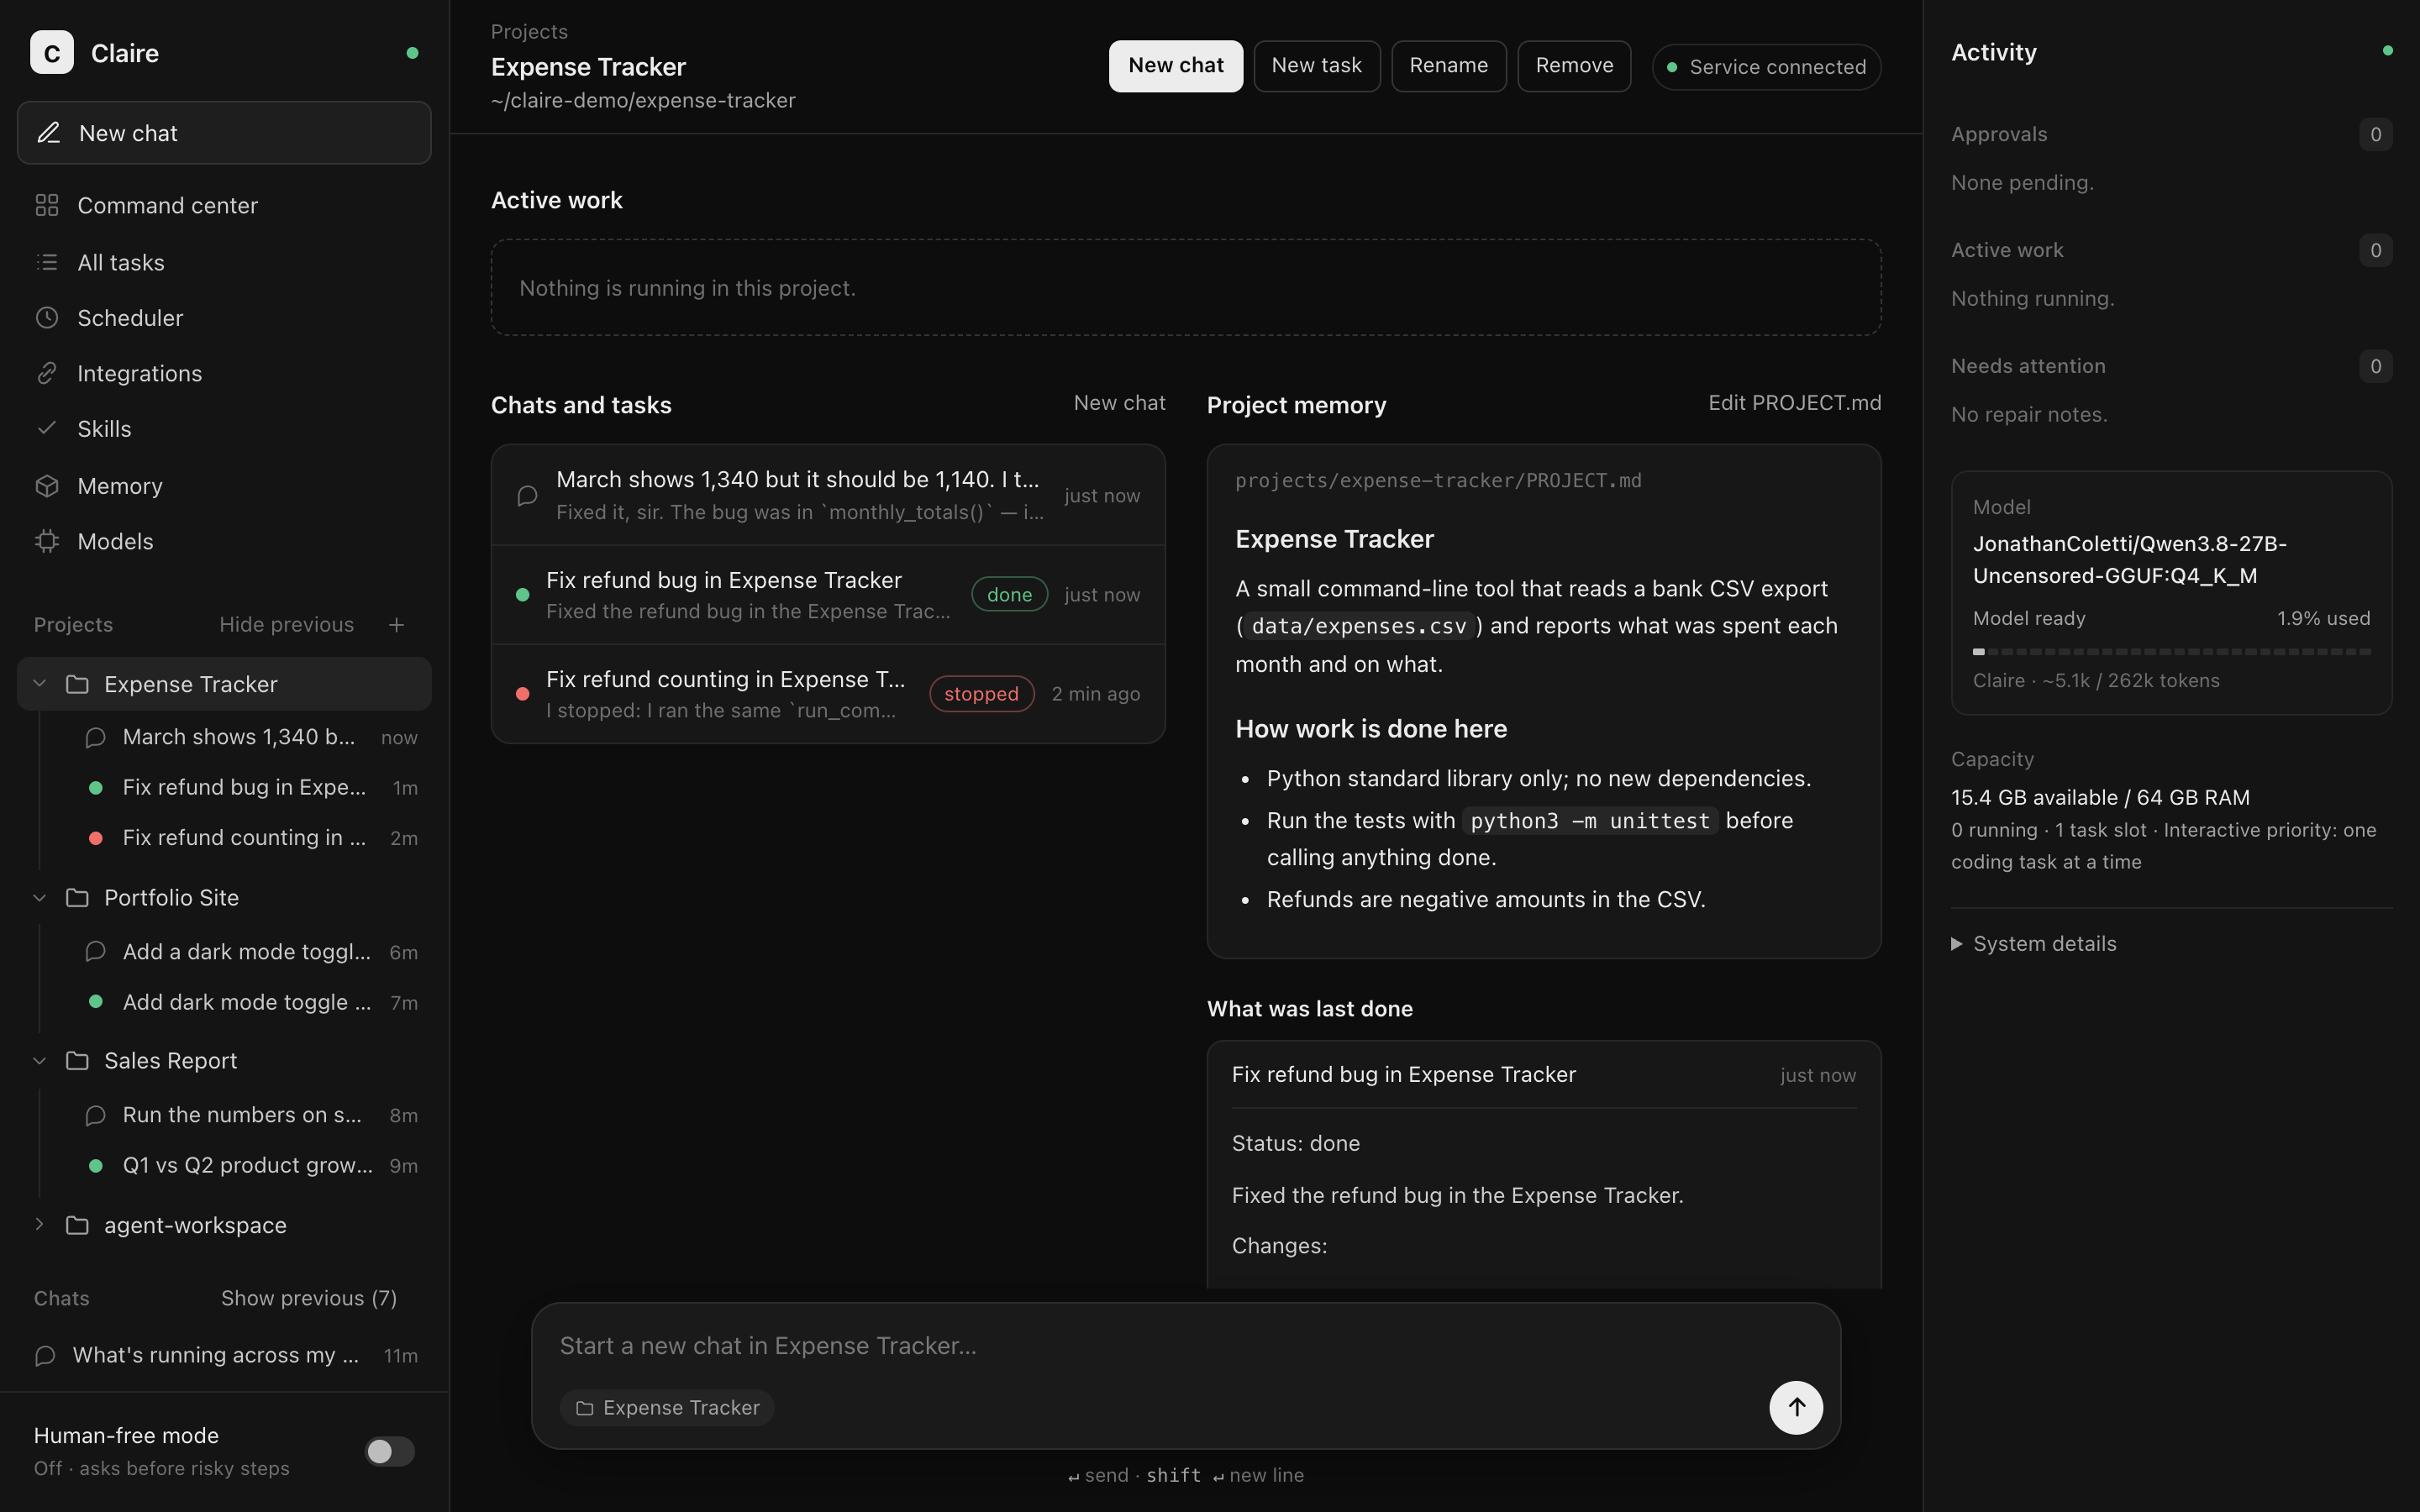 C Claire
New chat
Command center
All tasks
Scheduler
Integrations
Skills
Memory
Models
Projects Hide previous +
Expense Tracker
March shows 1,340 b... now
Fix refund bug in Expe... 1m
Fix refund counting in ... 2m
Portfolio Site
Add a dark mode toggl... 6m
Add dark mode toggle ... 7m
Sales Report
Run the numbers on s... 8m
Q1 vs Q2 product grow... 9m
agent-workspace
Chats Show previous (7)
What's running across my ... 11m
Human-free mode
Off · asks before risky steps
Projects
Expense Tracker
~/claire-demo/expense-tracker
New chat New task Rename Remove Service connected
Active work
Nothing is running in this project.
Chats and tasks New chat
March shows 1,340 but it should be 1,140. I t... just now
Fixed it, sir. The bug was in `monthly_totals()` — i...
Fix refund bug in Expense Tracker done just now
Fixed the refund bug in the Expense Trac...
Fix refund counting in Expense T... stopped 2 min ago
I stopped: I ran the same `run_com...
Project memory Edit PROJECT.md
projects/expense-tracker/PROJECT.md
Expense Tracker
A small command-line tool that reads a bank CSV export
(data/expenses.csv) and reports what was spent each
month and on what.
How work is done here
• Python standard library only; no new dependencies.
• Run the tests with python3 -m unittest before
calling anything done.
• Refunds are negative amounts in the CSV.
What was last done
Fix refund bug in Expense Tracker just now
Status: done
Fixed the refund bug in the Expense Tracker.
Changes:
Start a new chat in Expense Tracker...
Expense Tracker
↵ send · shift ↵ new line
Activity
Approvals 0
None pending.
Active work 0
Nothing running.
Needs attention 0
No repair notes.
Model
JonathanColetti/Qwen3.8-27B-
Uncensored-GGUF:Q4_K_M
Model ready 1.9% used
Claire · ~5.1k / 262k tokens
Capacity
15.4 GB available / 64 GB RAM
0 running · 1 task slot · Interactive priority: one
coding task at a time
System details